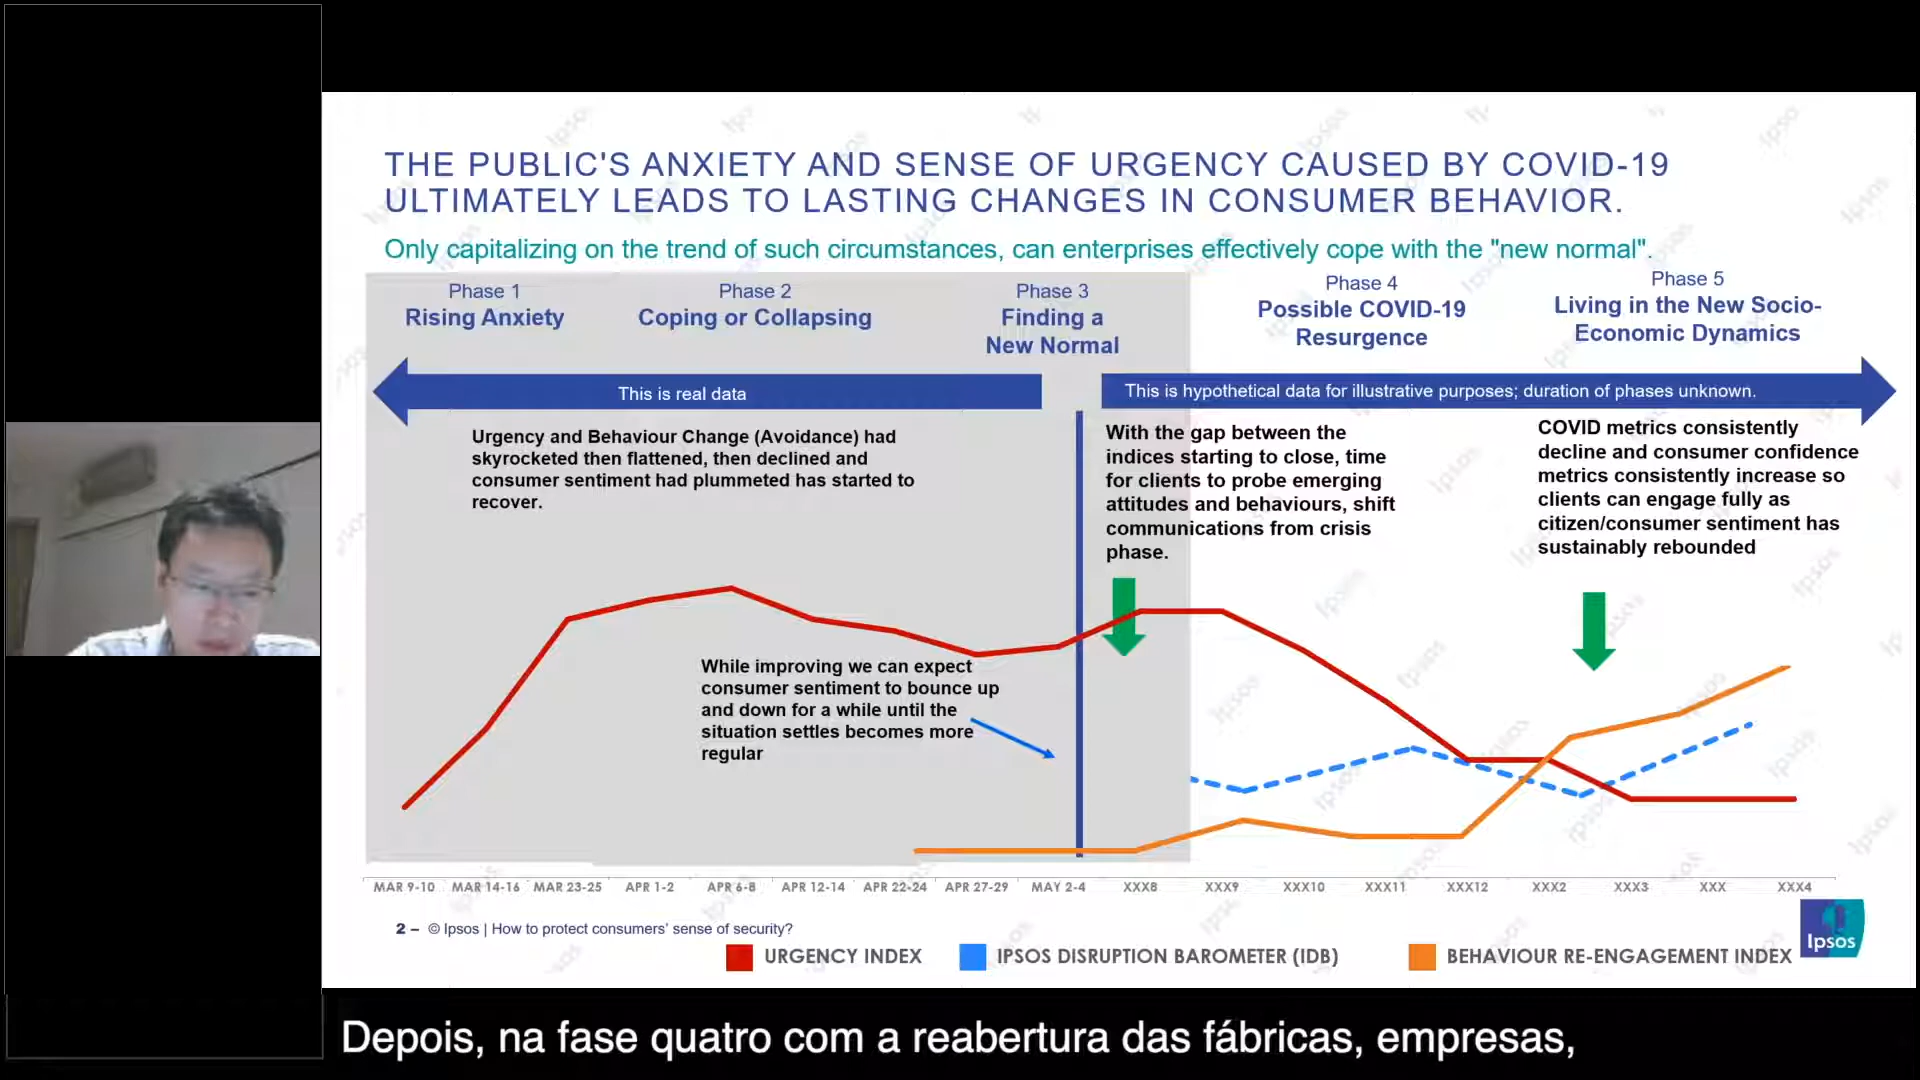 THE PUBLIC'S ANXIETY AND SENSE OF URGENCY CAUSED BY COVID-19
ULTIMATELY LEADS TO LASTING CHANGES IN CONSUMER BEHAVIOR.
Only capitalizing on the trend of such circumstances, can enterprises effectively cope with the "new normal".
Phase 1
Rising Anxiety
Phase 2
Coping or Collapsing
Phase 3
Finding a
New Normal
Phase 4
Possible COVID-19
Resurgence
Phase 5
Living in the New Socio-
Economic Dynamics
This is real data
This is hypothetical data for illustrative purposes; duration of phases unknown.
Urgency and Behaviour Change (Avoidance) had
skyrocketed then flattened, then declined and
consumer sentiment had plummeted has started to
recover.
With the gap between the
indices starting to close, time
for clients to probe emerging
attitudes and behaviours, shift
communications from crisis
phase.
COVID metrics consistently
decline and consumer confidence
metrics consistently increase so
clients can engage fully as
citizen/consumer sentiment has
sustainably rebounded
While improving we can expect
consumer sentiment to bounce up
and down for a while until the
situation settles becomes more
regular
MAR 9-10 MAR 14-16 MAR 23-25 APR 1-2 APR 6-8 APR 12-14 APR 22-24 APR 27-29 MAY 2-4 XXX8 XXX9 XXX10 XXX11 XXX12 XXX2 XXX3 XXX XXX4
2 – © Ipsos | How to protect consumers' sense of security?
URGENCY INDEX IPSOS DISRUPTION BAROMETER (IDB) BEHAVIOUR RE-ENGAGEMENT INDEX
Ipsos
Depois, na fase quatro com a reabertura das fábricas, empresas,